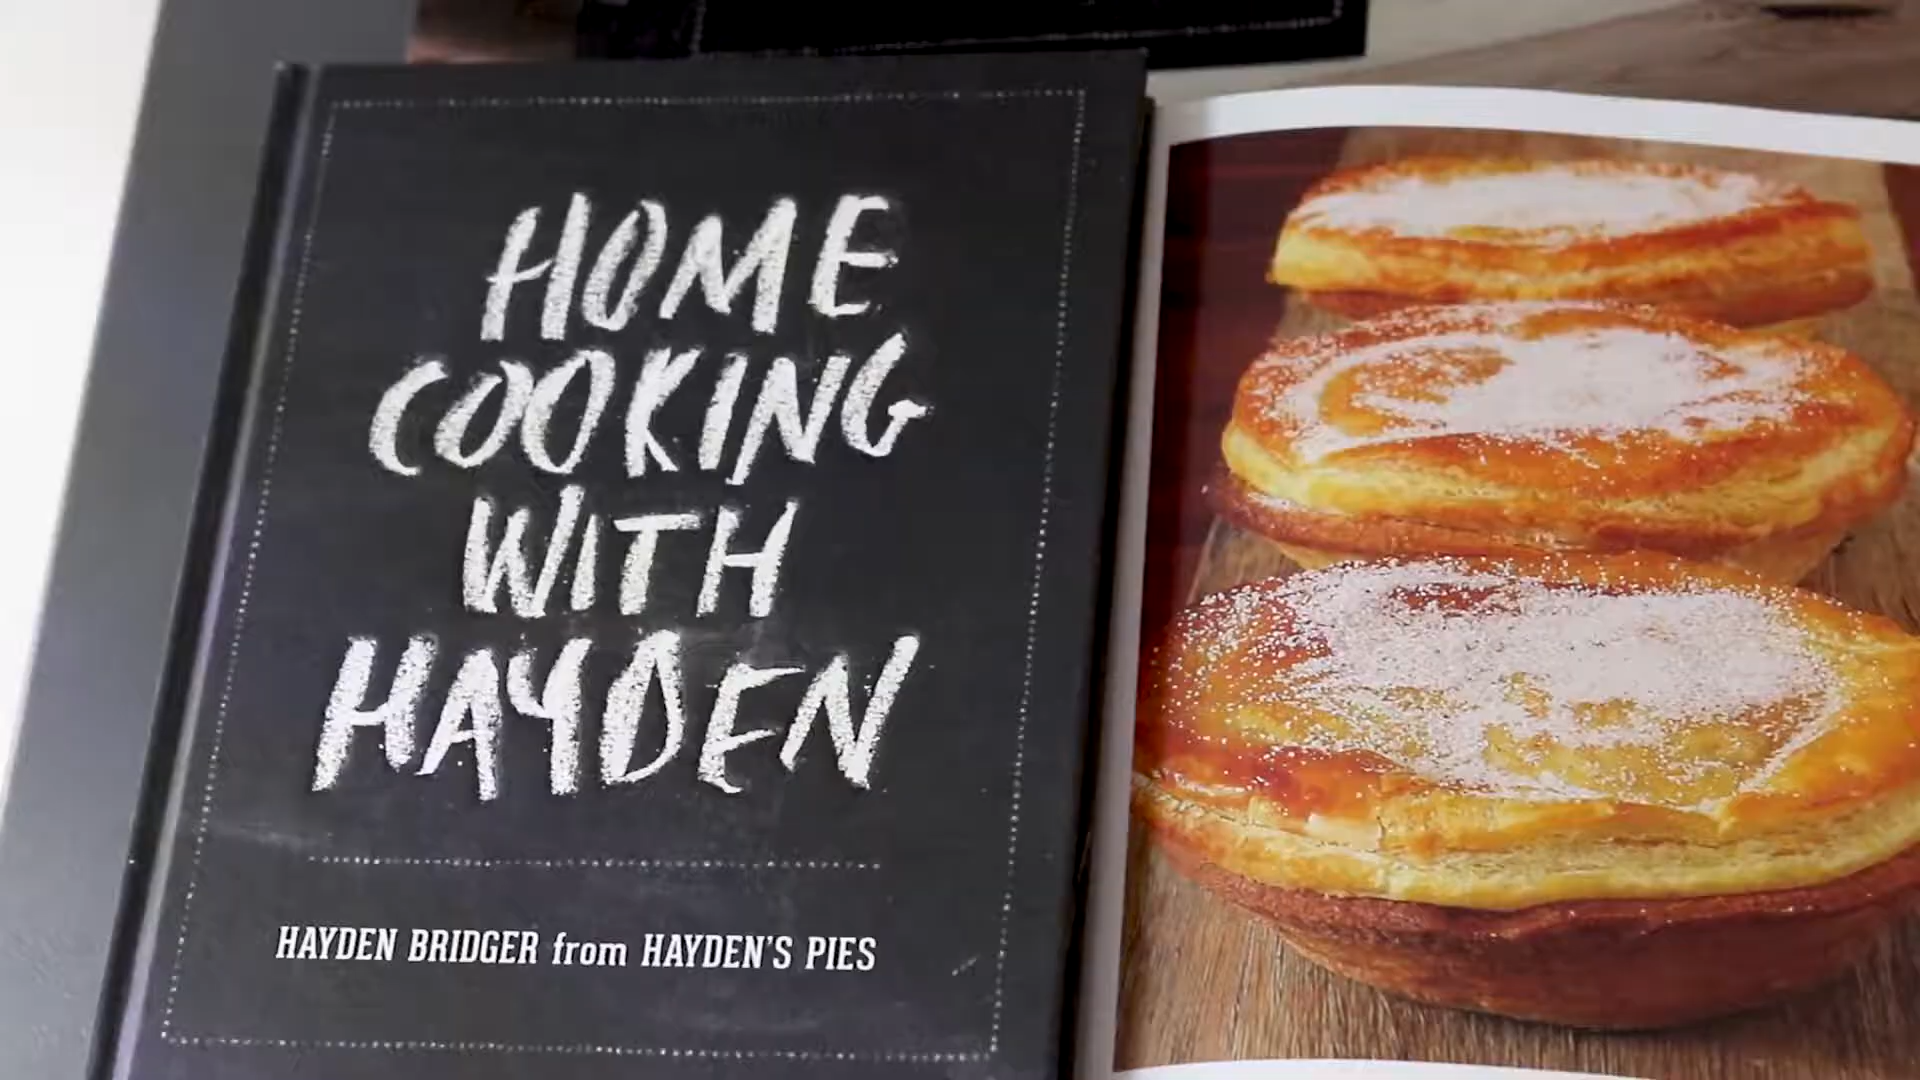 HOME
COOKING
WITH
HAYDEN
HAYDEN BRIDGER from HAYDEN'S PIES